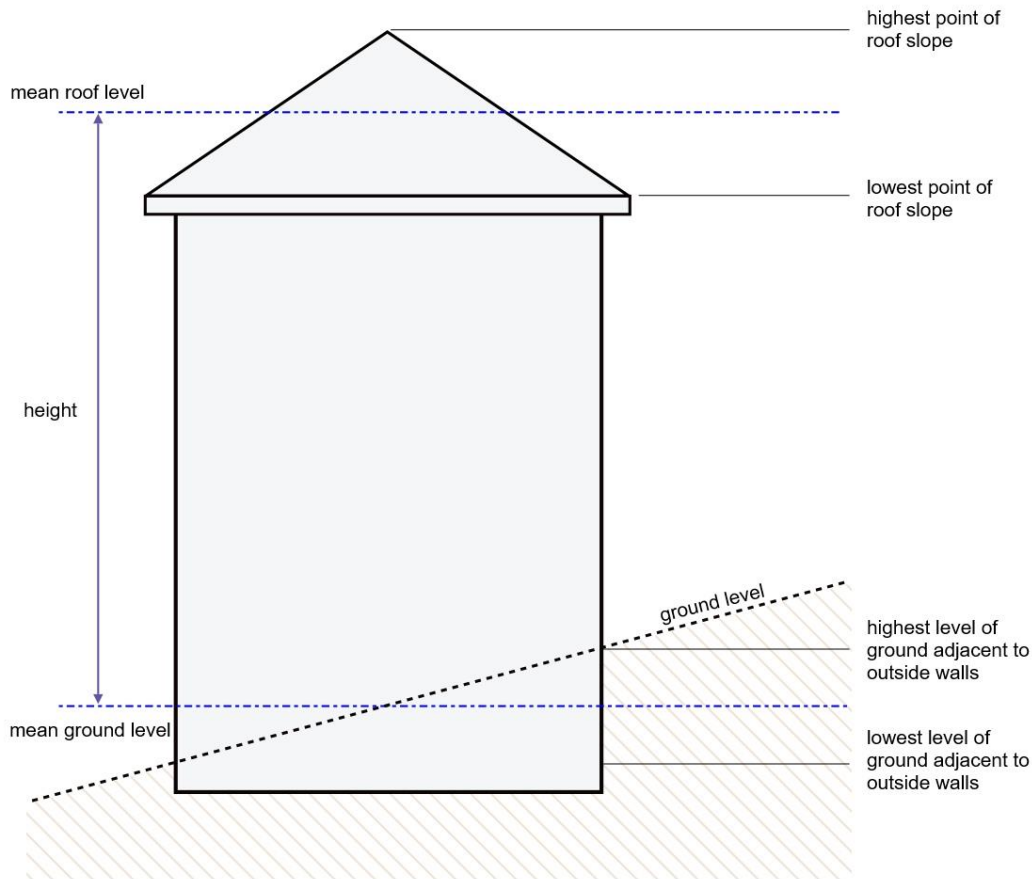 highest point of
roof slope
mean roof level
lowest point of
roof slope
height
ground level
highest level of
ground adjacent to
outside walls
mean ground level
lowest level of
ground adjacent to
outside walls